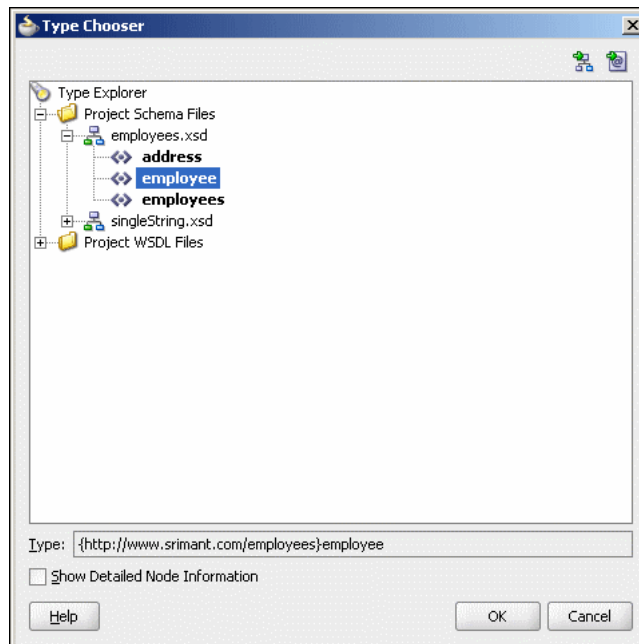 Type Chooser
Type Explorer
Project Schema Files
employees.xsd
address
employee
employees
singleString.xsd
Project WSDL Files
Type: {http://www.srimant.com/employees}employee
Show Detailed Node Information
Help OK Cancel